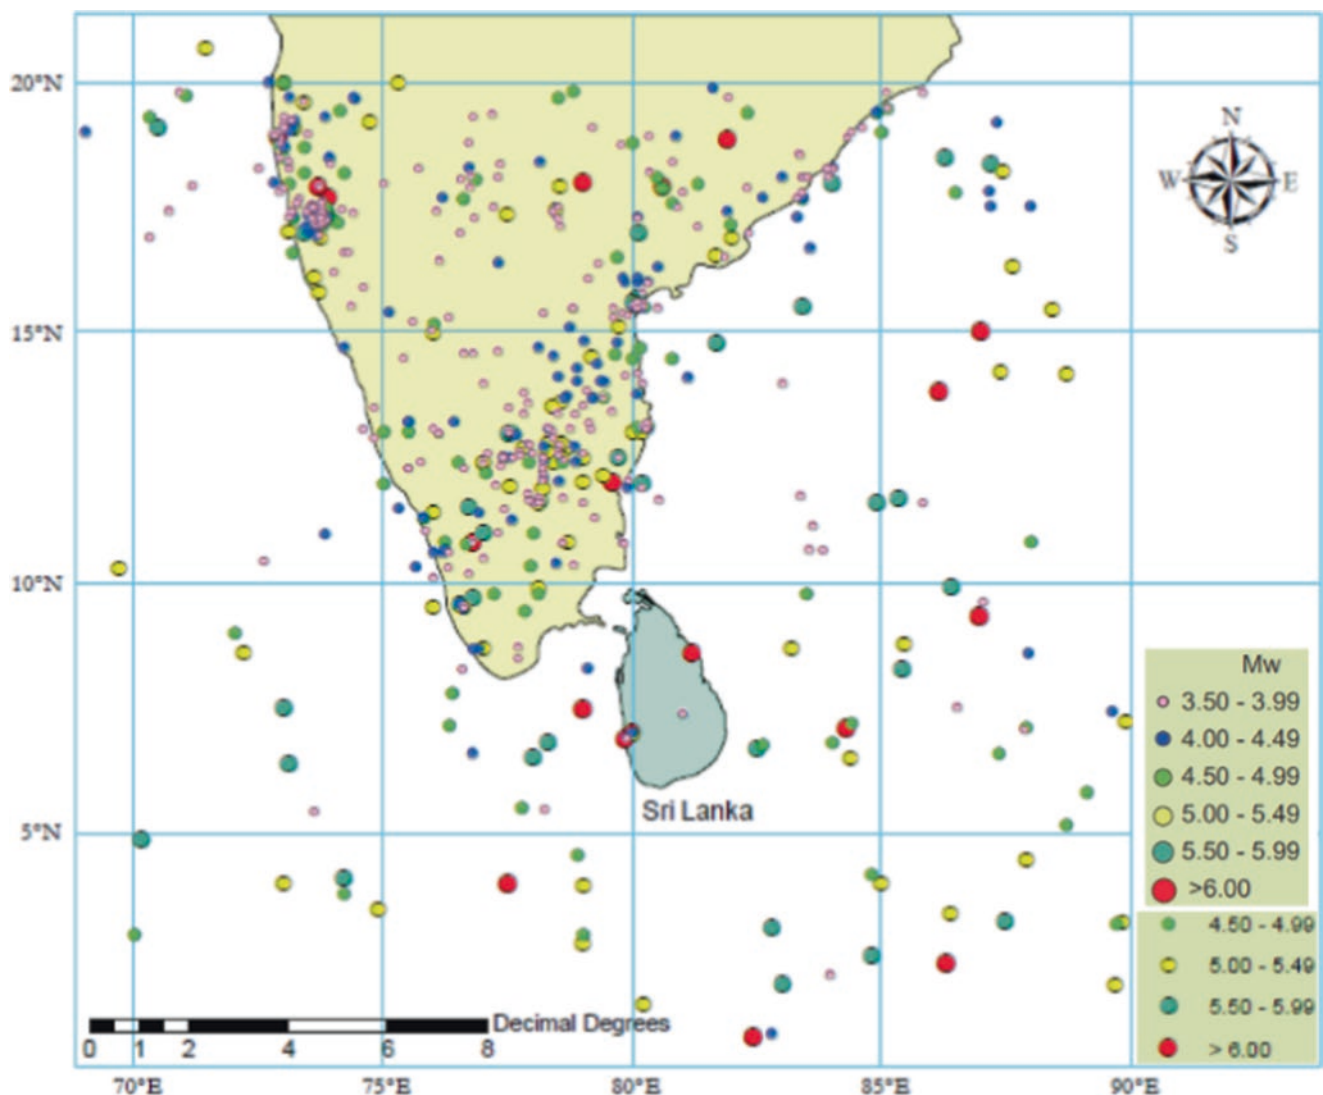 20°N
15°N
10°N
5°N
N
W E
S
Mw
3.50 - 3.99
4.00 - 4.49
4.50 - 4.99
5.00 - 5.49
5.50 - 5.99
>6.00
4.50 - 4.99
5.00 - 5.49
5.50 - 5.99
> 6.00
Sri Lanka
Decimal Degrees
0 1 2 4 6 8
70°E 75°E 80°E 85°E 90°E